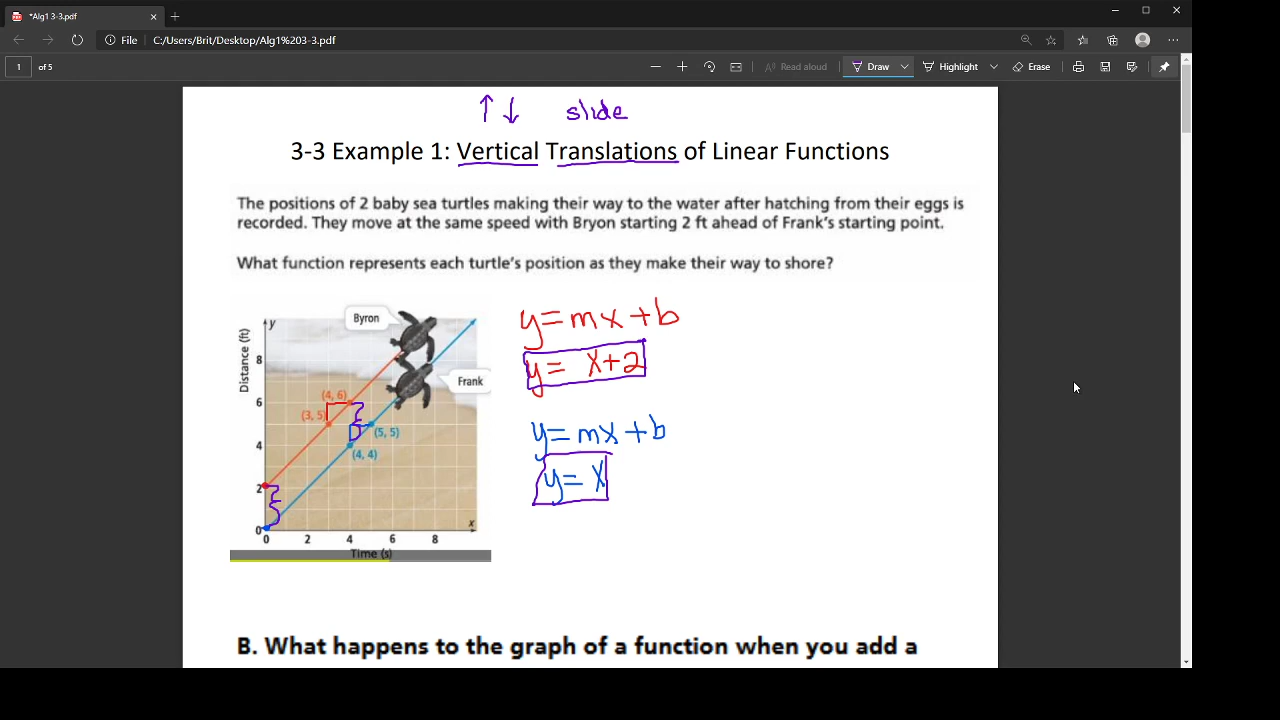 *Alg1 3-3.pdf
File C:/Users/Brit/Desktop/Alg1%203-3.pdf
1 of 5 Read aloud Draw Highlight Erase
↑ ↓ slide
3-3 Example 1: Vertical Translations of Linear Functions
The positions of 2 baby sea turtles making their way to the water after hatching from their eggs is
recorded. They move at the same speed with Bryon starting 2 ft ahead of Frank's starting point.
What function represents each turtle's position as they make their way to shore?
y
Byron
Distance (ft)
8
Frank
(4, 6)
6
(3, 5)
(5, 5)
4
(4, 4)
2
0
x
0 2 4 6 8
Time (s)
y=mx+b
y= x+2
y=mx+b
y= x
B. What happens to the graph of a function when you add a